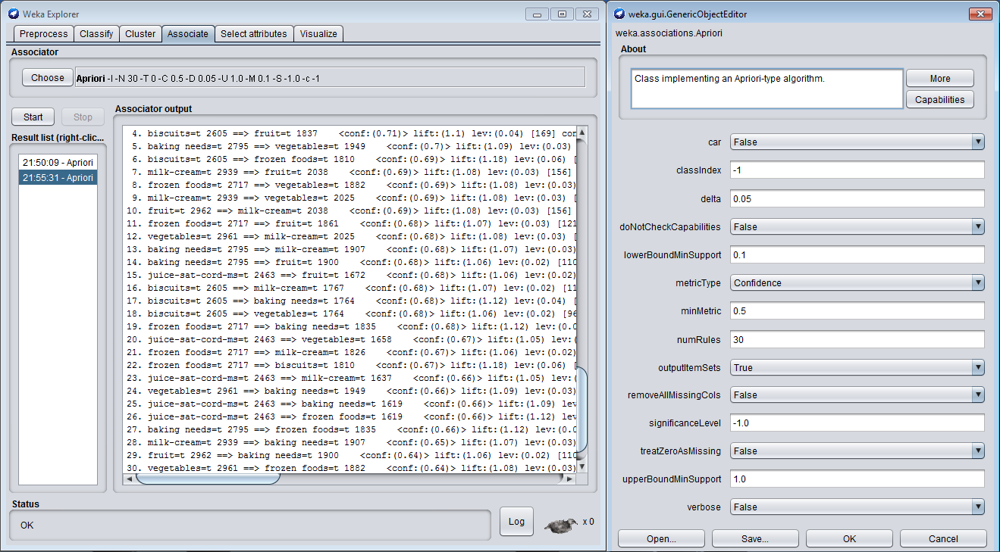 Weka Explorer
Preprocess Classify Cluster Associate Select attributes Visualize
Associator
Choose Apriori -I -N 30 -T 0 -C 0.5 -D 0.05 -U 1.0 -M 0.1 -S -1.0 -c -1
Start Stop
Result list (right-clic...
21:50:09 - Apriori
21:55:31 - Apriori
Associator output
4. biscuits=t 2605 ==> fruit=t 1837 <conf:(0.71)> lift:(1.1) lev:(0.04) [169] con
5. baking needs=t 2795 ==> vegetables=t 1949 <conf:(0.7)> lift:(1.09) lev:(0.03)
6. biscuits=t 2605 ==> frozen foods=t 1810 <conf:(0.69)> lift:(1.18) lev:(0.06) [
7. milk-cream=t 2939 ==> fruit=t 2038 <conf:(0.69)> lift:(1.08) lev:(0.03) [156]
8. frozen foods=t 2717 ==> vegetables=t 1882 <conf:(0.69)> lift:(1.08) lev:(0.03)
9. milk-cream=t 2939 ==> vegetables=t 2025 <conf:(0.69)> lift:(1.08) lev:(0.03) [
10. fruit=t 2962 ==> milk-cream=t 2038 <conf:(0.69)> lift:(1.08) lev:(0.03) [156]
11. frozen foods=t 2717 ==> fruit=t 1861 <conf:(0.68)> lift:(1.07) lev:(0.03) [121
12. vegetables=t 2961 ==> milk-cream=t 2025 <conf:(0.68)> lift:(1.08) lev:(0.03) [
13. baking needs=t 2795 ==> milk-cream=t 1907 <conf:(0.68)> lift:(1.07) lev:(0.03)
14. baking needs=t 2795 ==> fruit=t 1900 <conf:(0.68)> lift:(1.06) lev:(0.02) [110
15. juice-sat-cord-ms=t 2463 ==> fruit=t 1672 <conf:(0.68)> lift:(1.06) lev:(0.02)
16. biscuits=t 2605 ==> milk-cream=t 1767 <conf:(0.68)> lift:(1.07) lev:(0.02) [11
17. biscuits=t 2605 ==> baking needs=t 1764 <conf:(0.68)> lift:(1.12) lev:(0.04) [
18. biscuits=t 2605 ==> vegetables=t 1764 <conf:(0.68)> lift:(1.06) lev:(0.02) [96
19. frozen foods=t 2717 ==> baking needs=t 1835 <conf:(0.68)> lift:(1.12) lev:(0.0
20. juice-sat-cord-ms=t 2463 ==> vegetables=t 1658 <conf:(0.67)> lift:(1.05) lev:(
21. frozen foods=t 2717 ==> milk-cream=t 1826 <conf:(0.67)> lift:(1.06) lev:(0.02)
22. frozen foods=t 2717 ==> biscuits=t 1810 <conf:(0.67)> lift:(1.18) lev:(0.06) [
23. juice-sat-cord-ms=t 2463 ==> milk-cream=t 1637 <conf:(0.66)> lift:(1.05) lev:(
24. vegetables=t 2961 ==> baking needs=t 1949 <conf:(0.66)> lift:(1.09) lev:(0.03)
25. juice-sat-cord-ms=t 2463 ==> baking needs=t 1619 <conf:(0.66)> lift:(1.09) lev
26. juice-sat-cord-ms=t 2463 ==> frozen foods=t 1619 <conf:(0.66)> lift:(1.12) lev
27. baking needs=t 2795 ==> frozen foods=t 1835 <conf:(0.66)> lift:(1.12) lev:(0.0
28. milk-cream=t 2939 ==> baking needs=t 1907 <conf:(0.65)> lift:(1.07) lev:(0.03)
29. fruit=t 2962 ==> baking needs=t 1900 <conf:(0.64)> lift:(1.06) lev:(0.02) [110
30. vegetables=t 2961 ==> frozen foods=t 1882 <conf:(0.64)> lift:(1.08) lev:(0.03)
Status
OK
Log
x 0
weka.gui.GenericObjectEditor
weka.associations.Apriori
About
Class implementing an Apriori-type algorithm.
More
Capabilities
car False
classIndex -1
delta 0.05
doNotCheckCapabilities False
lowerBoundMinSupport 0.1
metricType Confidence
minMetric 0.5
numRules 30
outputItemSets True
removeAllMissingCols False
significanceLevel -1.0
treatZeroAsMissing False
upperBoundMinSupport 1.0
verbose False
Open... Save... OK Cancel